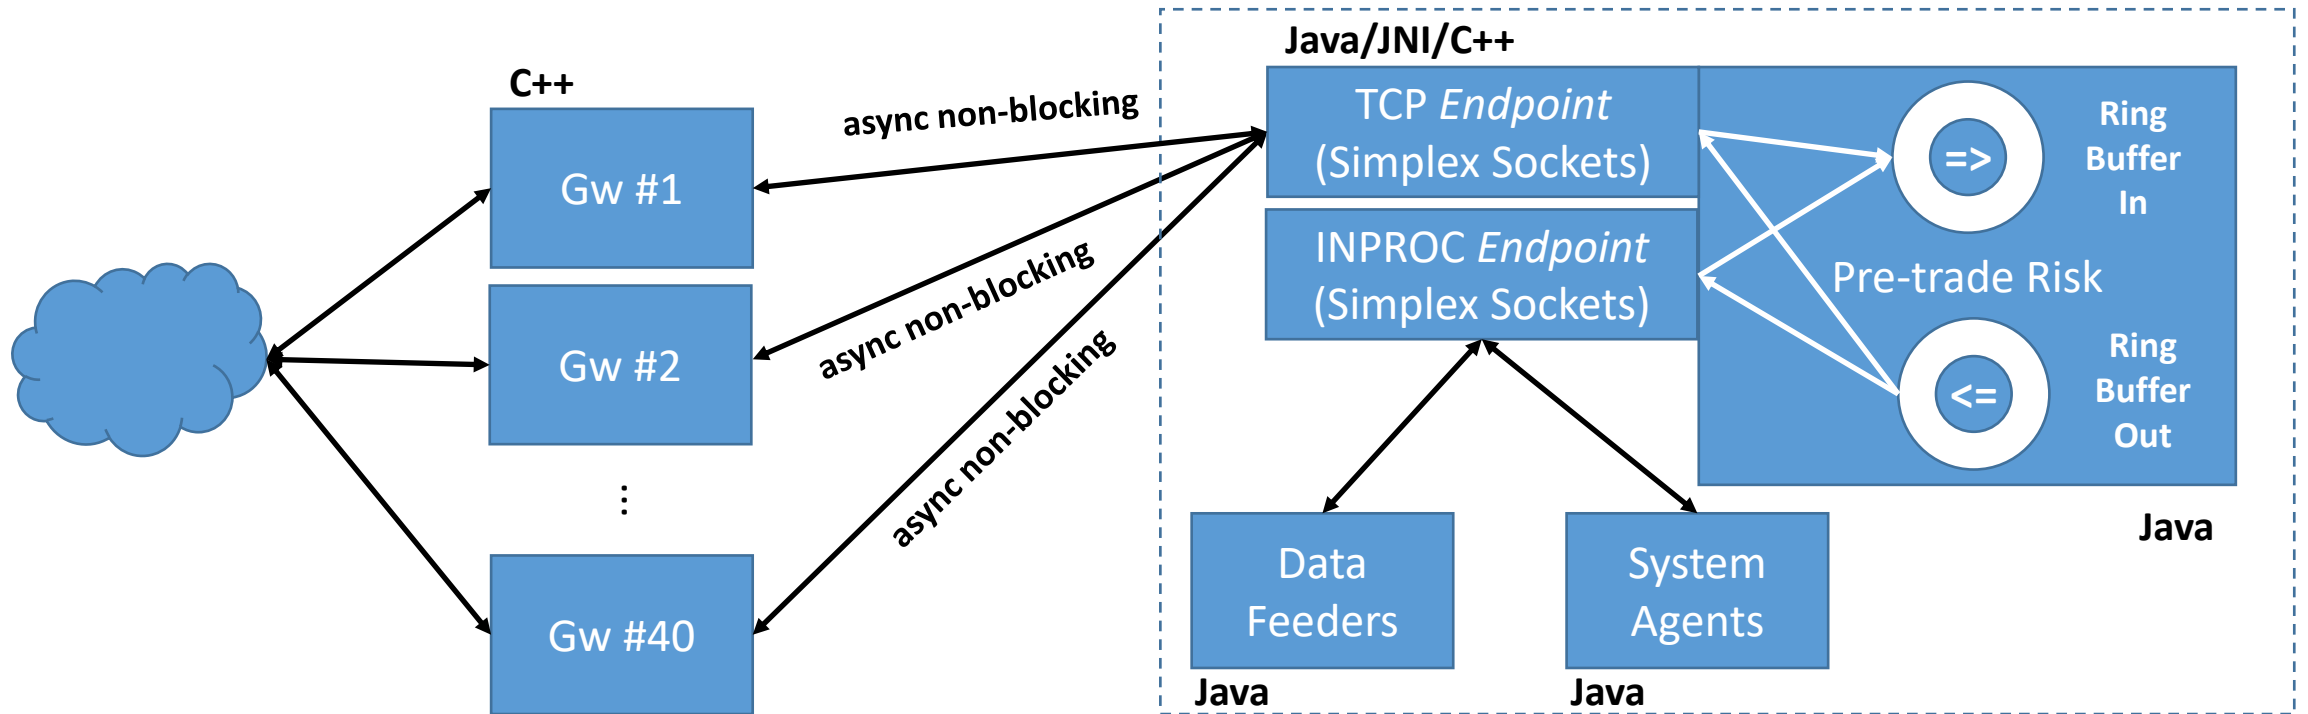 C++
Gw #1
Gw #2
⋮
Gw #40
async non-blocking
async non-blocking
async non-blocking
Java/JNI/C++
TCP Endpoint
(Simplex Sockets)
INPROC Endpoint
(Simplex Sockets)
=>
Ring
Buffer
In
Pre-trade Risk
<=
Ring
Buffer
Out
Java
Data
Feeders
Java
System
Agents
Java